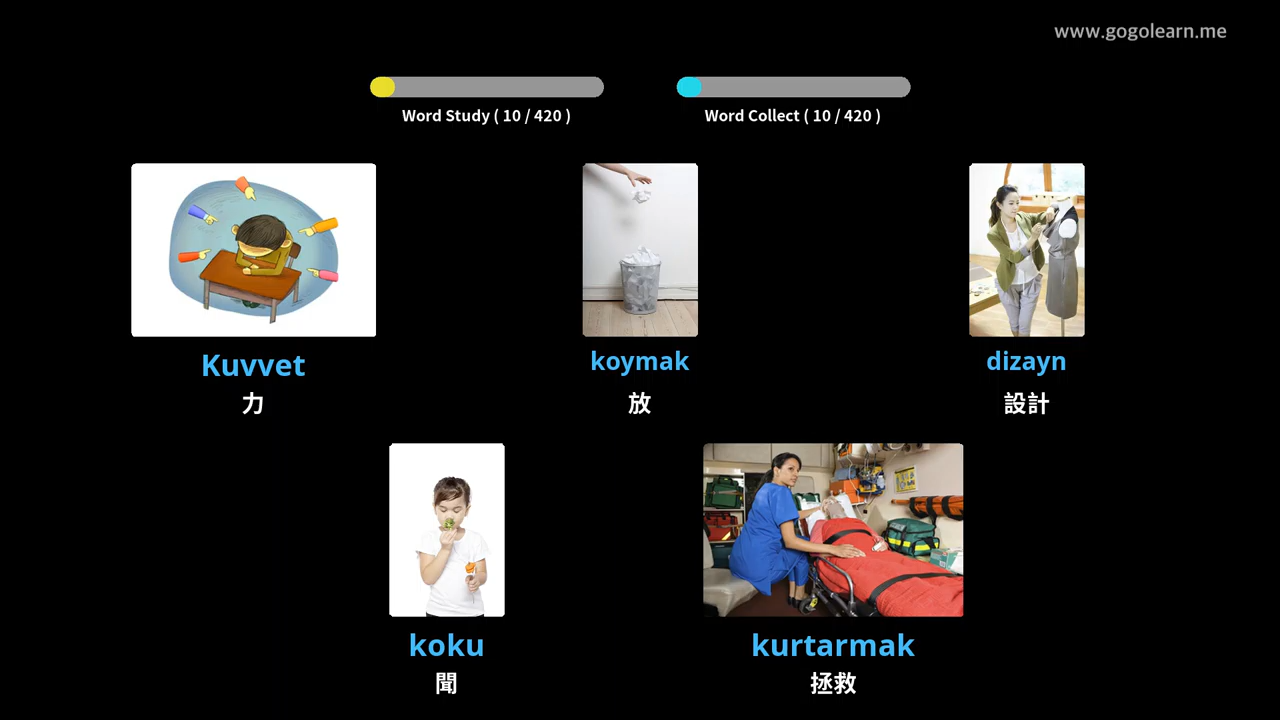 www.gogolearn.me
Word Study ( 10 / 420 )
Word Collect ( 10 / 420 )
Kuvvet
力
koymak
放
dizayn
設計
koku
聞
kurtarmak
拯救